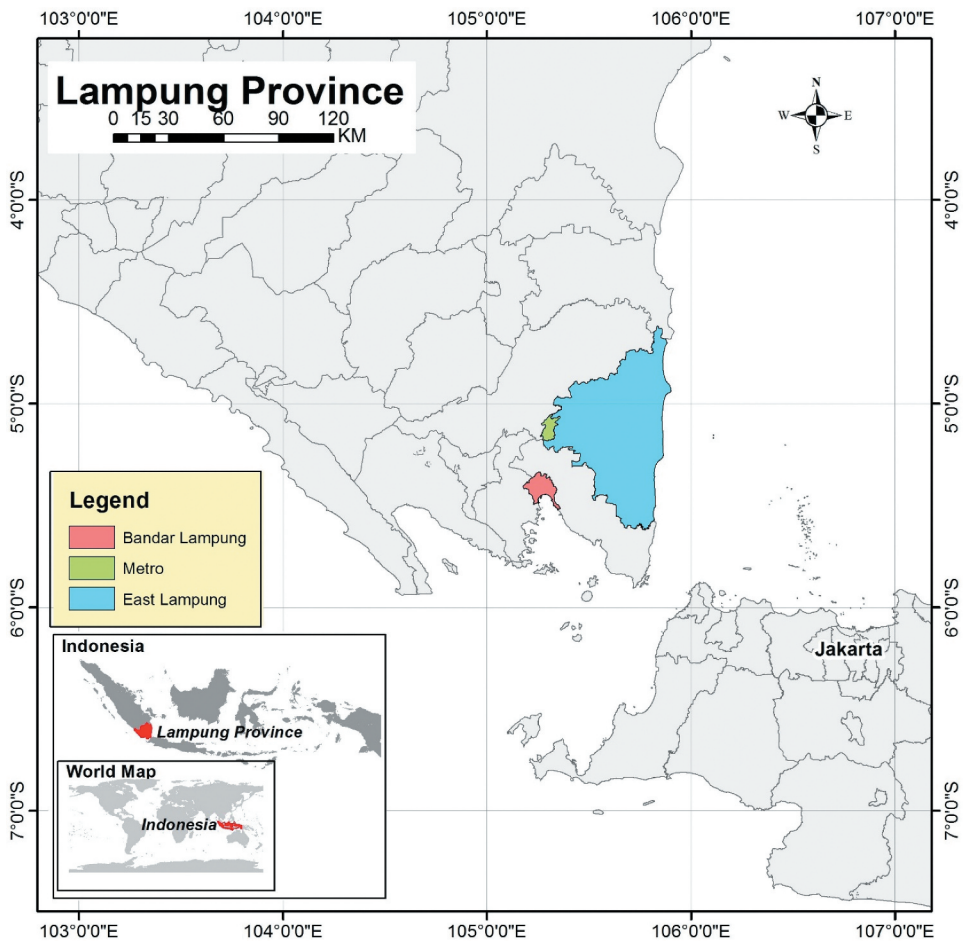 103°0'0"E 104°0'0"E 105°0'0"E 106°0'0"E 107°0'0"E
Lampung Province
0 15 30 60 90 120
KM
N
W E
S
4°0'0"S 4°0'0"S
5°0'0"S 5°0'0"S
Legend
Bandar Lampung
Metro
East Lampung
6°0'0"S 6°0'0"S
Jakarta
Indonesia
Lampung Province
World Map
Indonesia
7°0'0"S 7°0'0"S
103°0'0"E 104°0'0"E 105°0'0"E 106°0'0"E 107°0'0"E